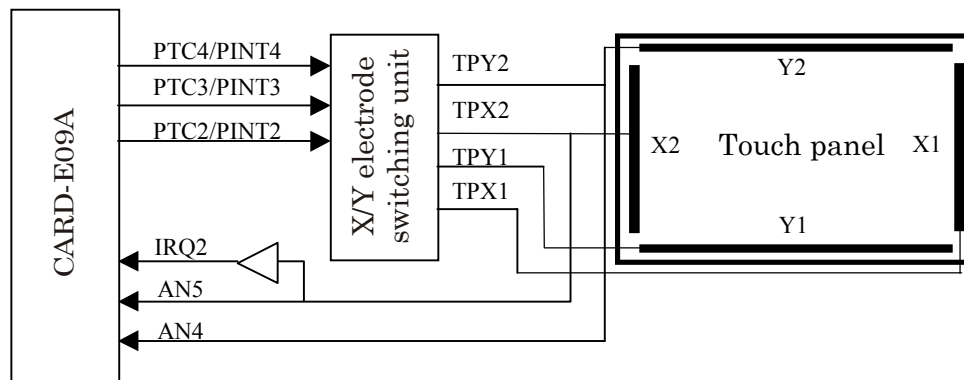 CARD-E09A
PTC4/PINT4
PTC3/PINT3
PTC2/PINT2
IRQ2
AN5
AN4
X/Y electrode
switching unit
TPY2
TPX2
TPY1
TPX1
Y2
X2
Touch panel
X1
Y1